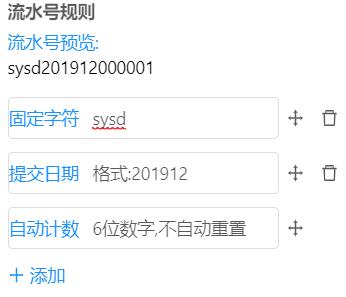 流水号规则
流水号预览:
sysd201912000001
固定字符 sysd
提交日期 格式:201912
自动计数 6位数字,不自动重置
添加